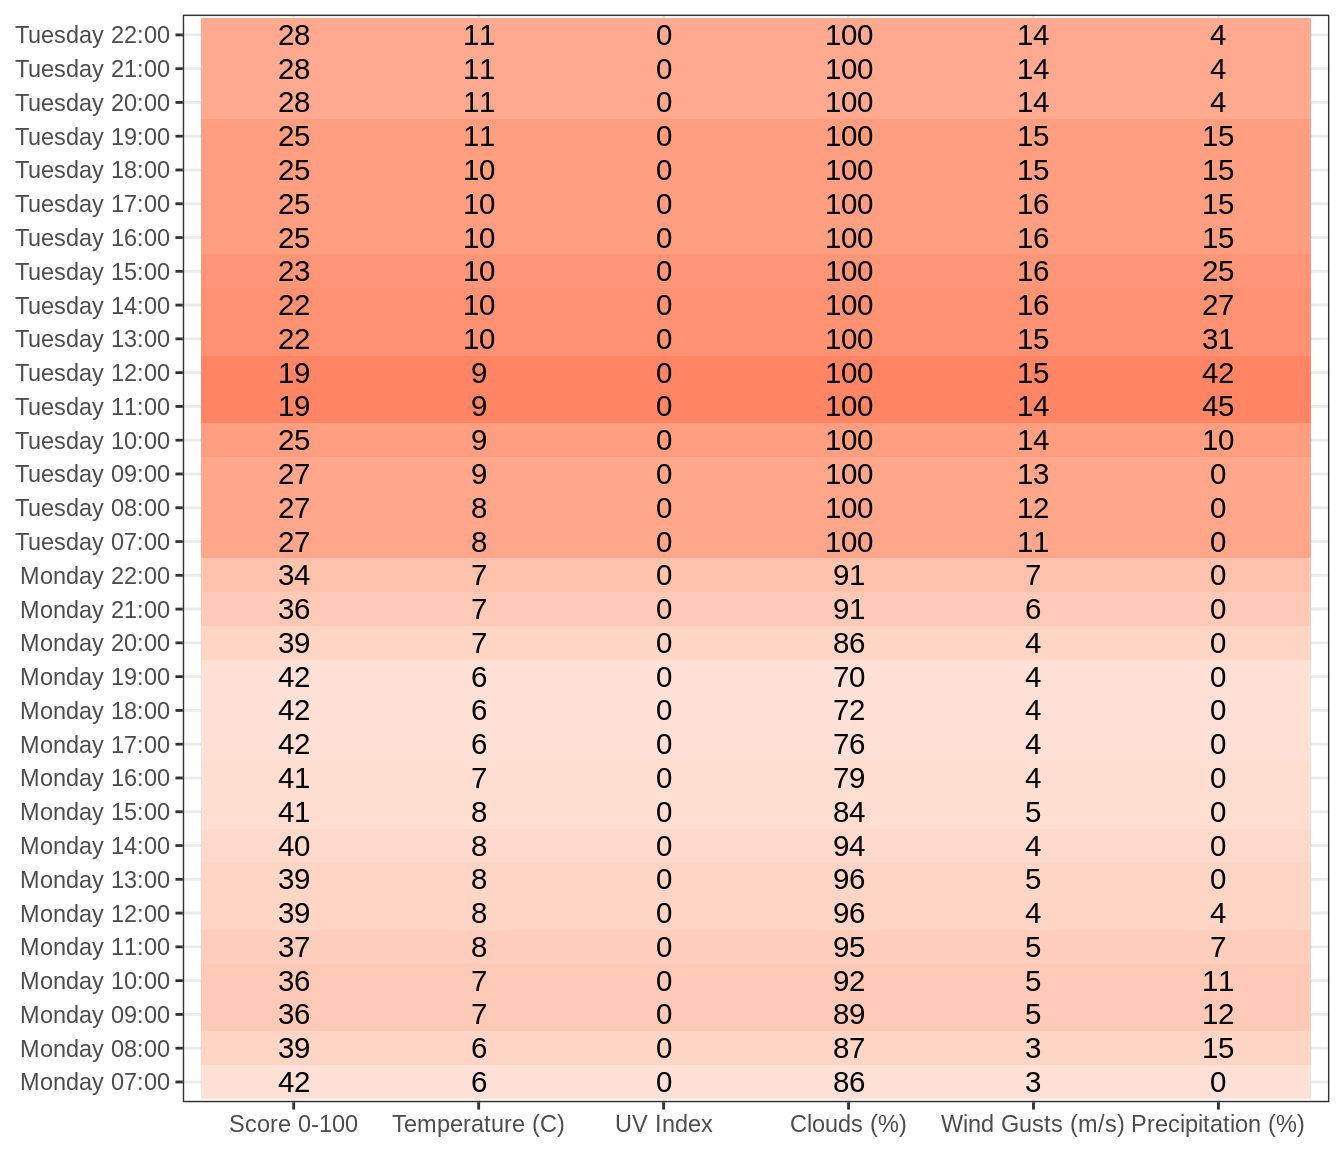 Tuesday 22:00 28 11 0 100 14 4
Tuesday 21:00 28 11 0 100 14 4
Tuesday 20:00 28 11 0 100 14 4
Tuesday 19:00 25 11 0 100 15 15
Tuesday 18:00 25 10 0 100 15 15
Tuesday 17:00 25 10 0 100 16 15
Tuesday 16:00 25 10 0 100 16 15
Tuesday 15:00 23 10 0 100 16 25
Tuesday 14:00 22 10 0 100 16 27
Tuesday 13:00 22 10 0 100 15 31
Tuesday 12:00 19 9 0 100 15 42
Tuesday 11:00 19 9 0 100 14 45
Tuesday 10:00 25 9 0 100 14 10
Tuesday 09:00 27 9 0 100 13 0
Tuesday 08:00 27 8 0 100 12 0
Tuesday 07:00 27 8 0 100 11 0
Monday 22:00 34 7 0 91 7 0
Monday 21:00 36 7 0 91 6 0
Monday 20:00 39 7 0 86 4 0
Monday 19:00 42 6 0 70 4 0
Monday 18:00 42 6 0 72 4 0
Monday 17:00 42 6 0 76 4 0
Monday 16:00 41 7 0 79 4 0
Monday 15:00 41 8 0 84 5 0
Monday 14:00 40 8 0 94 4 0
Monday 13:00 39 8 0 96 5 0
Monday 12:00 39 8 0 96 4 4
Monday 11:00 37 8 0 95 5 7
Monday 10:00 36 7 0 92 5 11
Monday 09:00 36 7 0 89 5 12
Monday 08:00 39 6 0 87 3 15
Monday 07:00 42 6 0 86 3 0
Score 0-100 Temperature (C) UV Index Clouds (%) Wind Gusts (m/s) Precipitation (%)